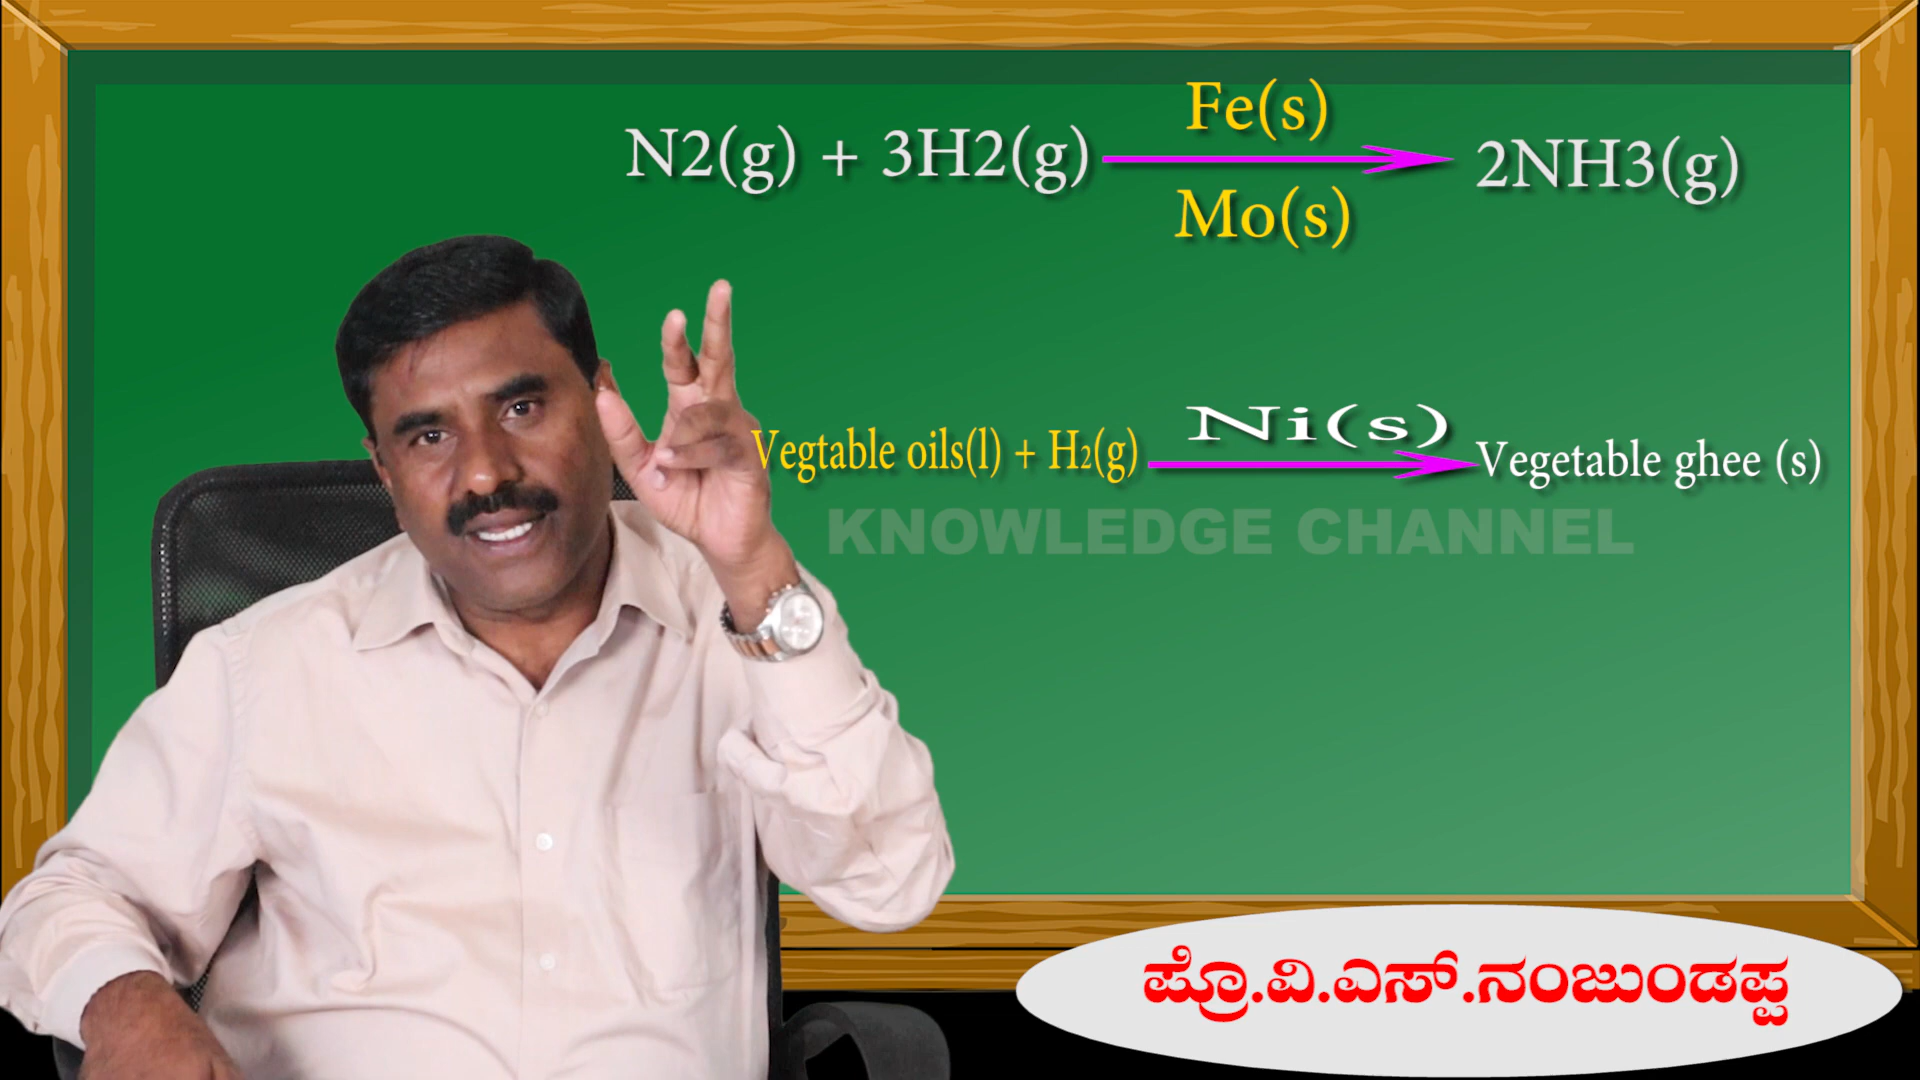 Fe(s)
N2(g) + 3H2(g) 2NH3(g)
Mo(s)
Ni(s)
Vegtable oils(l) + H2(g) Vegetable ghee (s)
KNOWLEDGE CHANNEL
ಪ್ರೊ.ವಿ.ಎಸ್.ನಂಜುಂಡಪ್ಪ